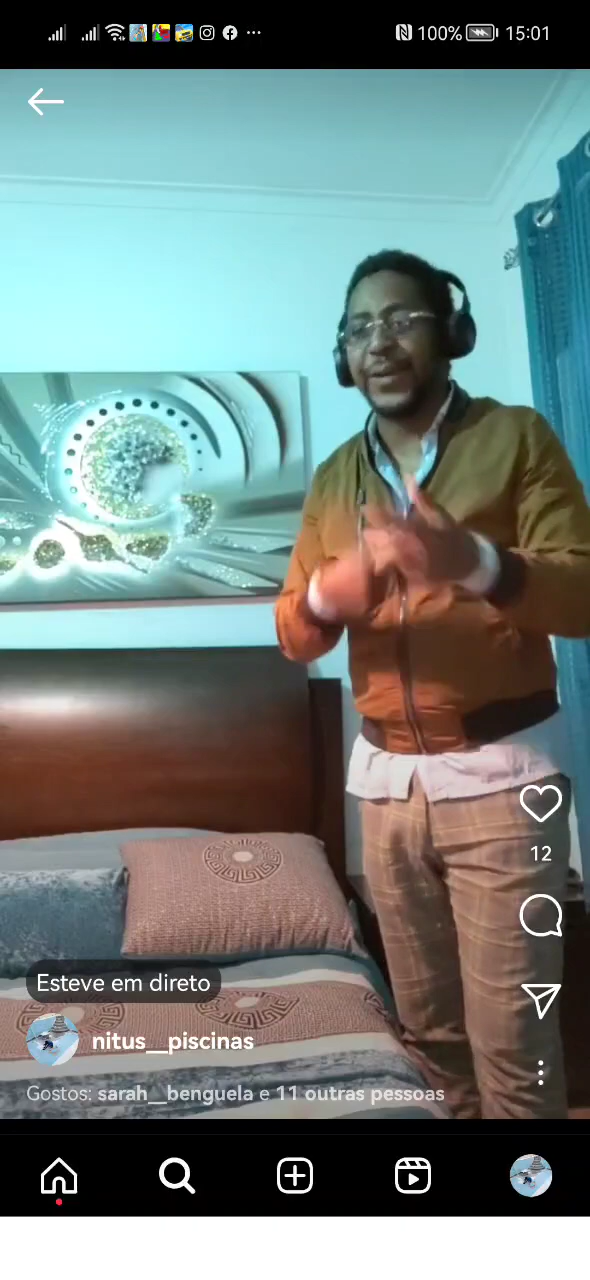 100% 15:01
12
Esteve em direto
nitus__piscinas
Gostos: sarah__benguela e 11 outras pessoas